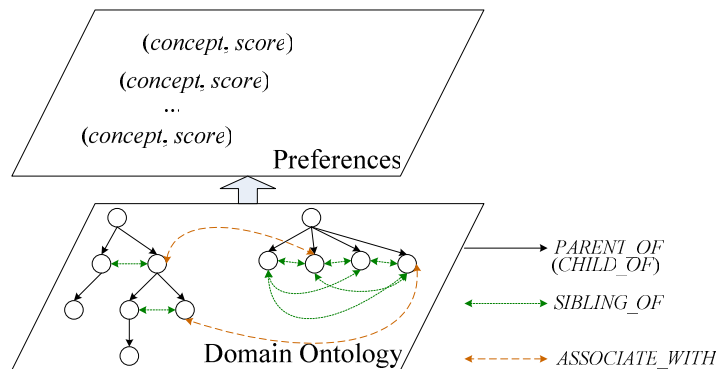 (concept, score)
(concept, score)
...
(concept, score)
Preferences
PARENT_OF
(CHILD_OF)
SIBLING_OF
Domain Ontology
ASSOCIATE_WITH